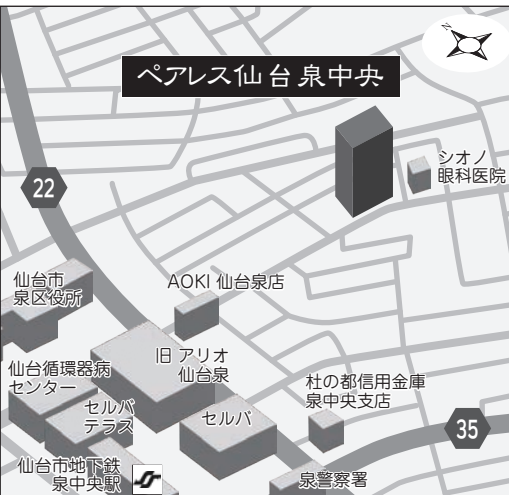 N
ペアレス仙台泉中央
シオノ
眼科医院
22
仙台市
泉区役所
AOKI 仙台泉店
旧 アリオ
仙台泉
仙台循環器病
センター
セルバ
テラス
セルバ
杜の都信用金庫
泉中央支店
35
仙台市地下鉄
泉中央駅
泉警察署